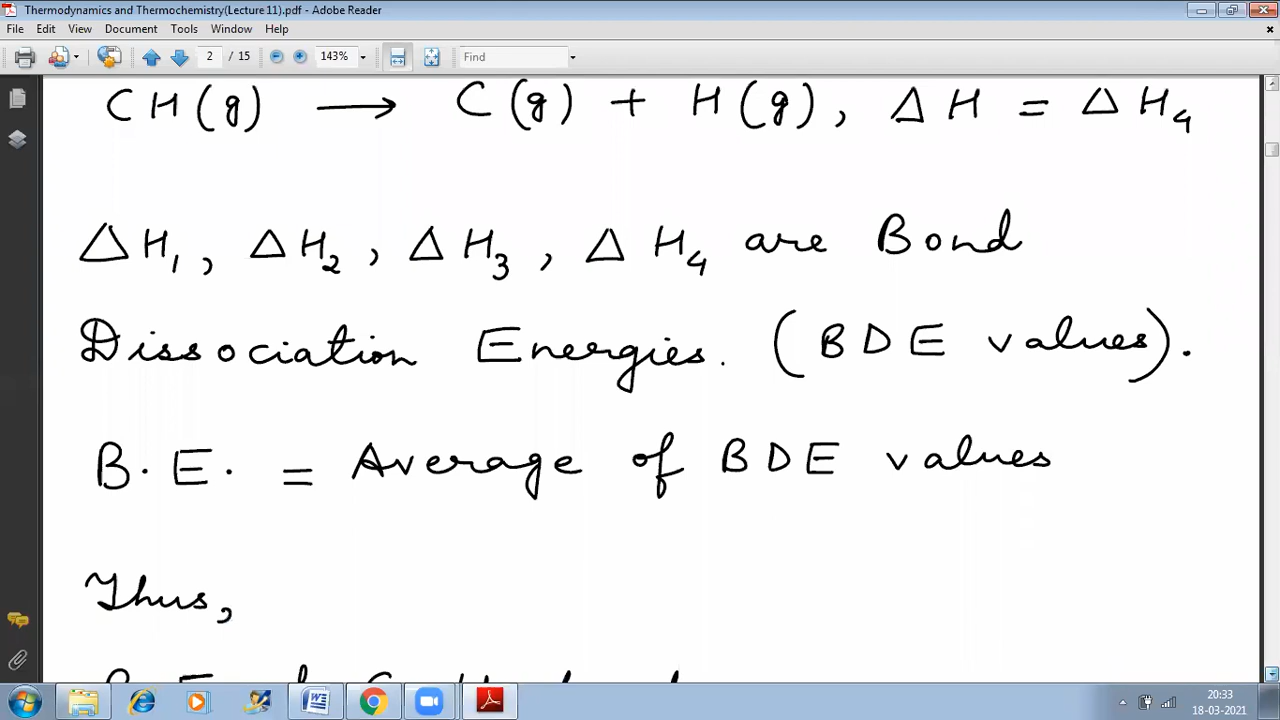 Thermodynamics and Thermochemistry(Lecture 11).pdf - Adobe Reader
File Edit View Document Tools Window Help
2 / 15 143% Find
CH(g) ⟶ C(g) + H(g), ΔH = ΔH₄
ΔH₁, ΔH₂, ΔH₃, ΔH₄ are Bond
Dissociation Energies. (BDE values).
B.E. = Average of BDE values
Thus,
20:33
18-03-2021